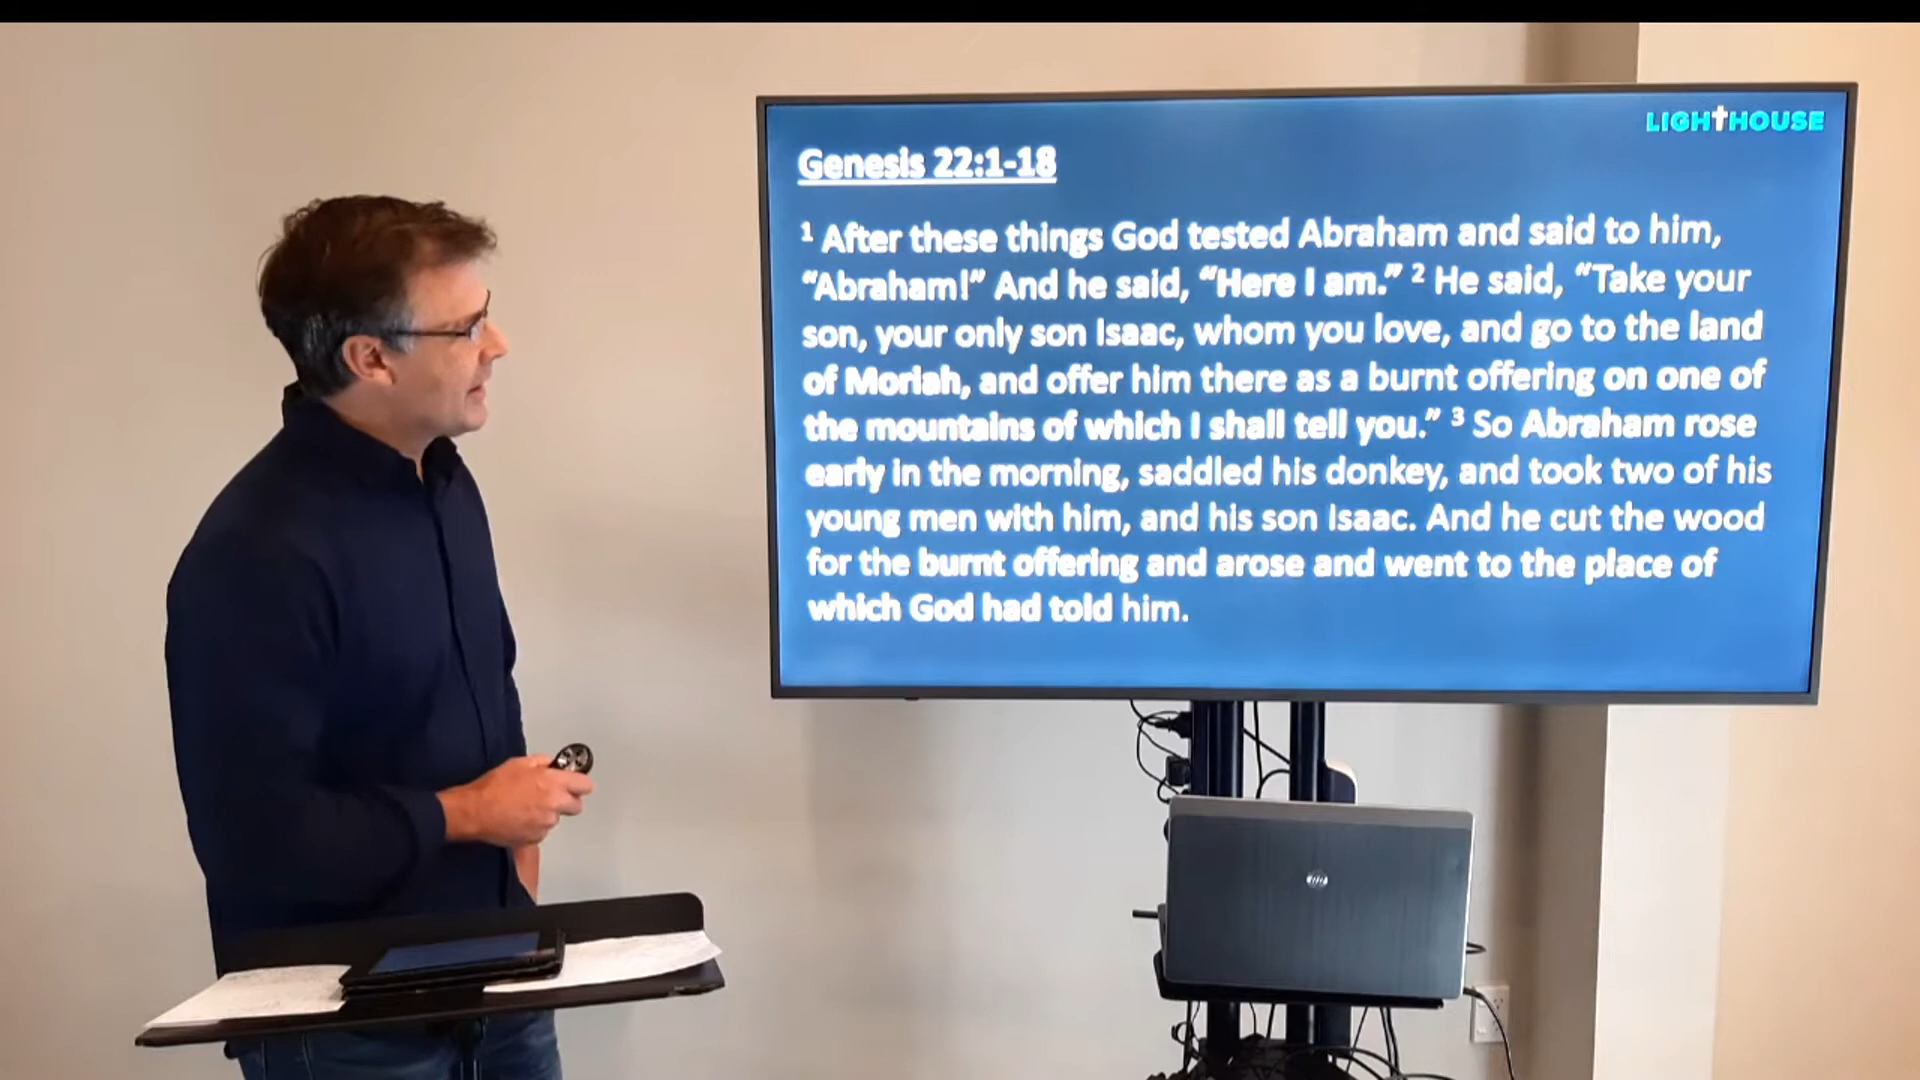 LIGHTHOUSE
Genesis 22:1-18
¹ After these things God tested Abraham and said to him,
“Abraham!” And he said, “Here I am.” ² He said, “Take your
son, your only son Isaac, whom you love, and go to the land
of Moriah, and offer him there as a burnt offering on one of
the mountains of which I shall tell you.” ³ So Abraham rose
early in the morning, saddled his donkey, and took two of his
young men with him, and his son Isaac. And he cut the wood
for the burnt offering and arose and went to the place of
which God had told him.
hp